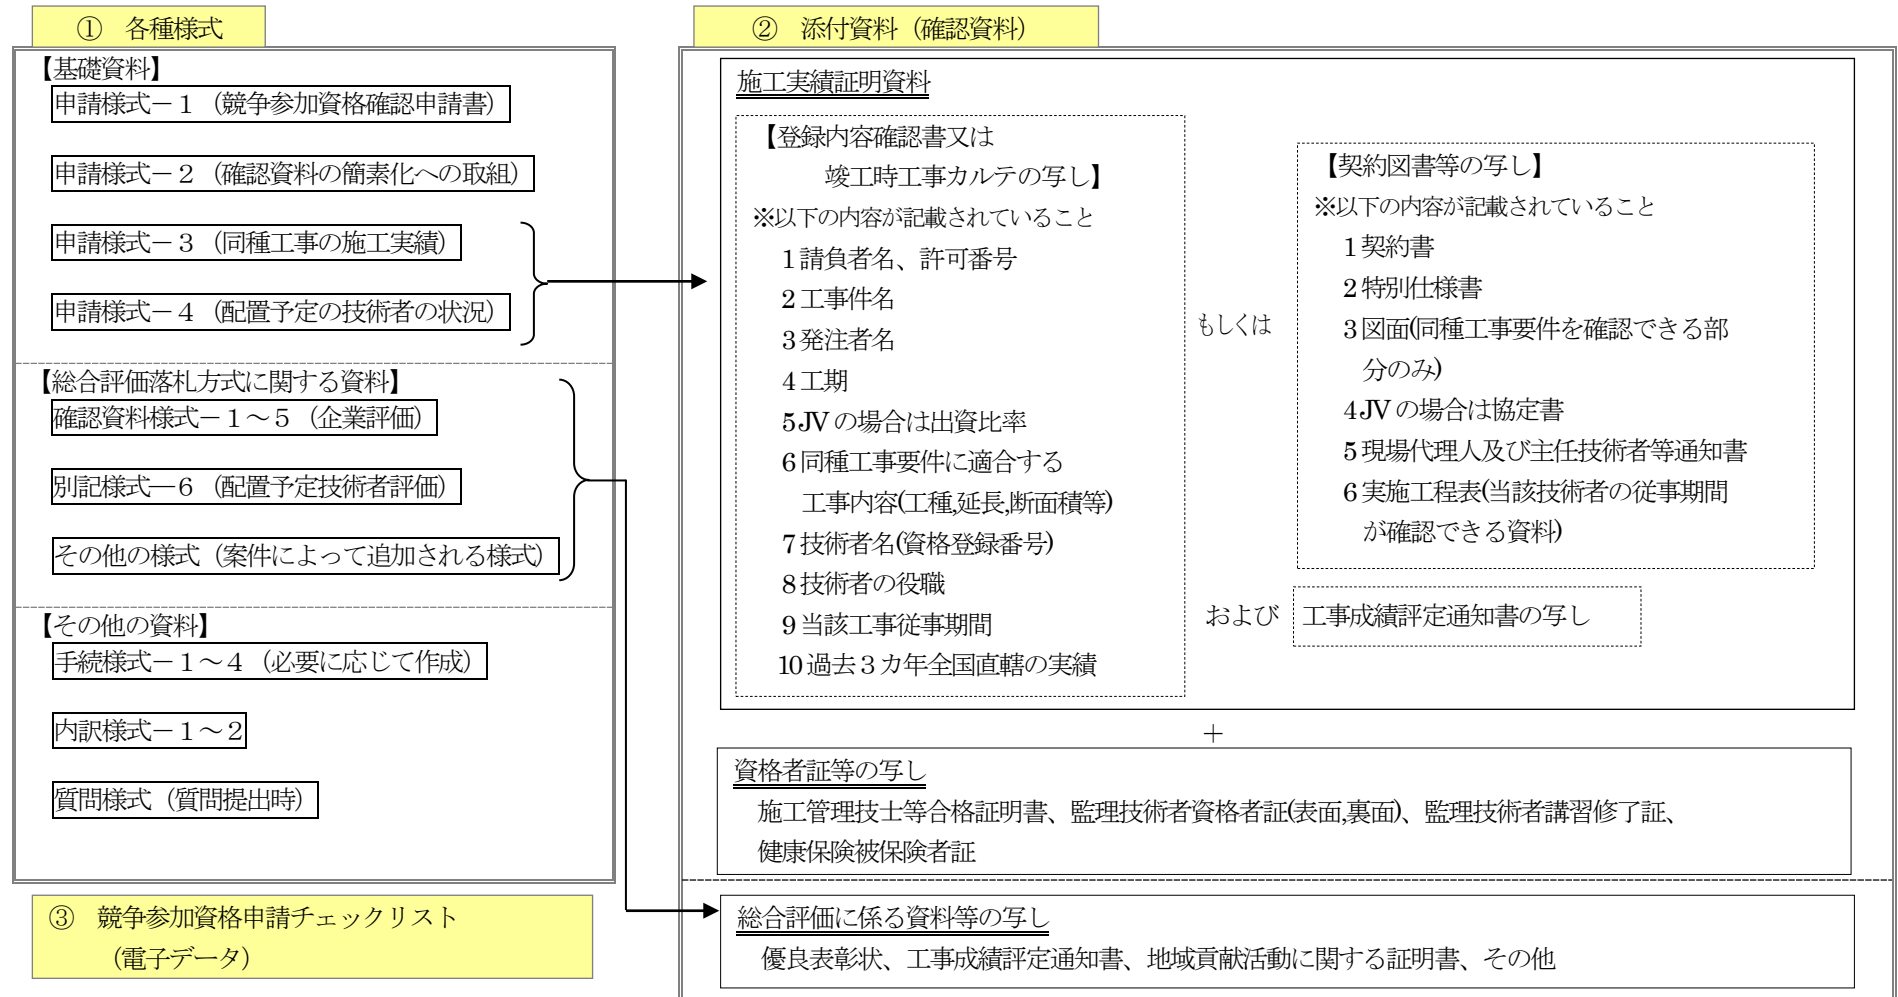 ① 各種様式
【基礎資料】
申請様式－１（競争参加資格確認申請書）
申請様式－２（確認資料の簡素化への取組）
申請様式－３（同種工事の施工実績）
申請様式－４（配置予定の技術者の状況）
【総合評価落札方式に関する資料】
確認資料様式－１～５（企業評価）
別記様式―６（配置予定技術者評価）
その他の様式（案件によって追加される様式）
【その他の資料】
手続様式－１～４（必要に応じて作成）
内訳様式－１～２
質問様式（質問提出時）
③ 競争参加資格申請チェックリスト
（電子データ）
② 添付資料（確認資料）
施工実績証明資料
【登録内容確認書又は
竣工時工事カルテの写し】
※以下の内容が記載されていること
1 請負者名、許可番号
2 工事件名
3 発注者名
4 工期
5 JVの場合は出資比率
6 同種工事要件に適合する
工事内容(工種,延長,断面積等)
7 技術者名(資格登録番号)
8 技術者の役職
9 当該工事従事期間
10 過去３カ年全国直轄の実績
もしくは
【契約図書等の写し】
※以下の内容が記載されていること
1 契約書
2 特別仕様書
3 図面(同種工事要件を確認できる部
分のみ)
4 JVの場合は協定書
5 現場代理人及び主任技術者等通知書
6 実施工程表(当該技術者の従事期間
が確認できる資料)
および
工事成績評定通知書の写し
＋
資格者証等の写し
施工管理技士等合格証明書、監理技術者資格者証(表面,裏面)、監理技術者講習修了証、
健康保険被保険者証
総合評価に係る資料等の写し
優良表彰状、工事成績評定通知書、地域貢献活動に関する証明書、その他